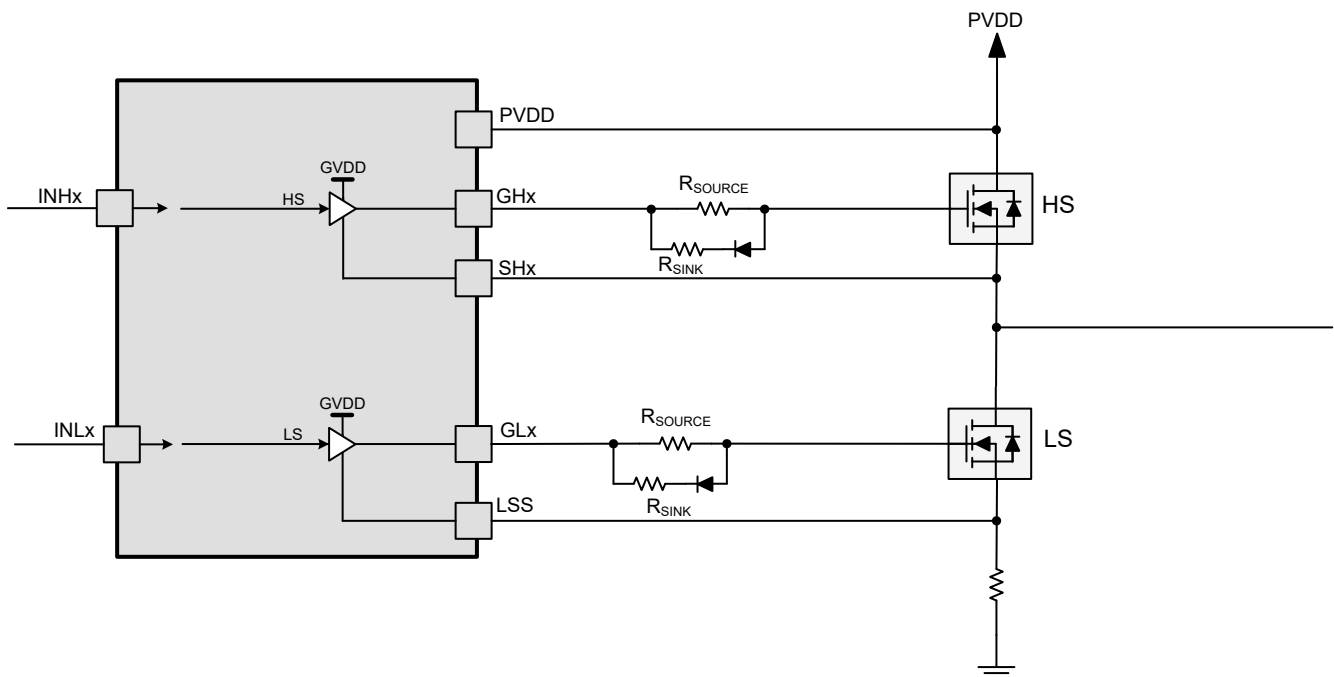 PVDD
PVDD
GVDD
INHx
HS
GHx
RSOURCE
HS
RSINK
SHx
GVDD
INLx
LS
GLx
RSOURCE
LS
RSINK
LSS